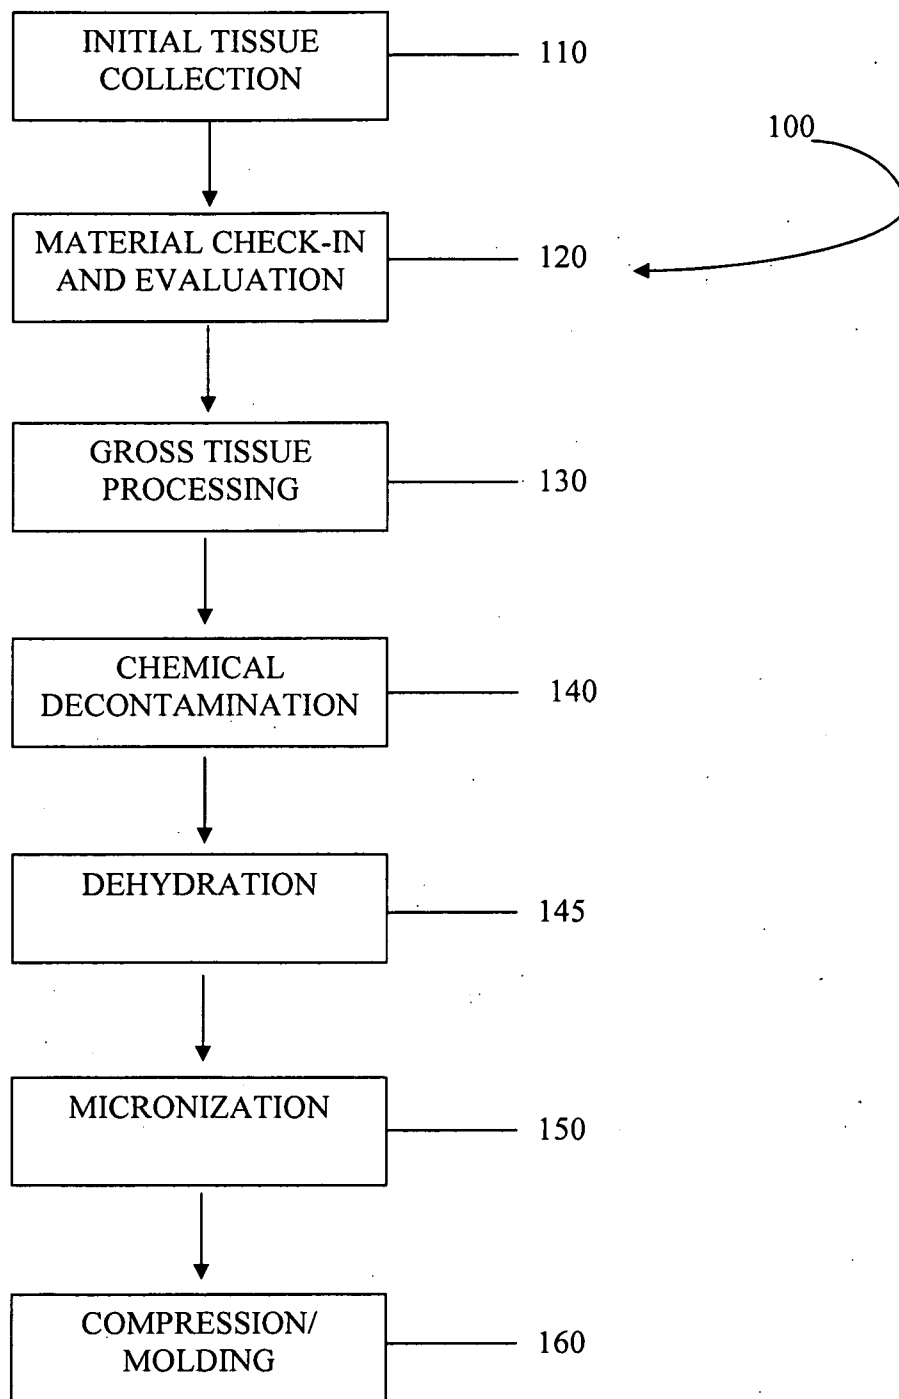 INITIAL TISSUE
COLLECTION
110
100
MATERIAL CHECK-IN
AND EVALUATION
120
GROSS TISSUE
PROCESSING
130
CHEMICAL
DECONTAMINATION
140
DEHYDRATION
145
MICRONIZATION
150
COMPRESSION/
MOLDING
160